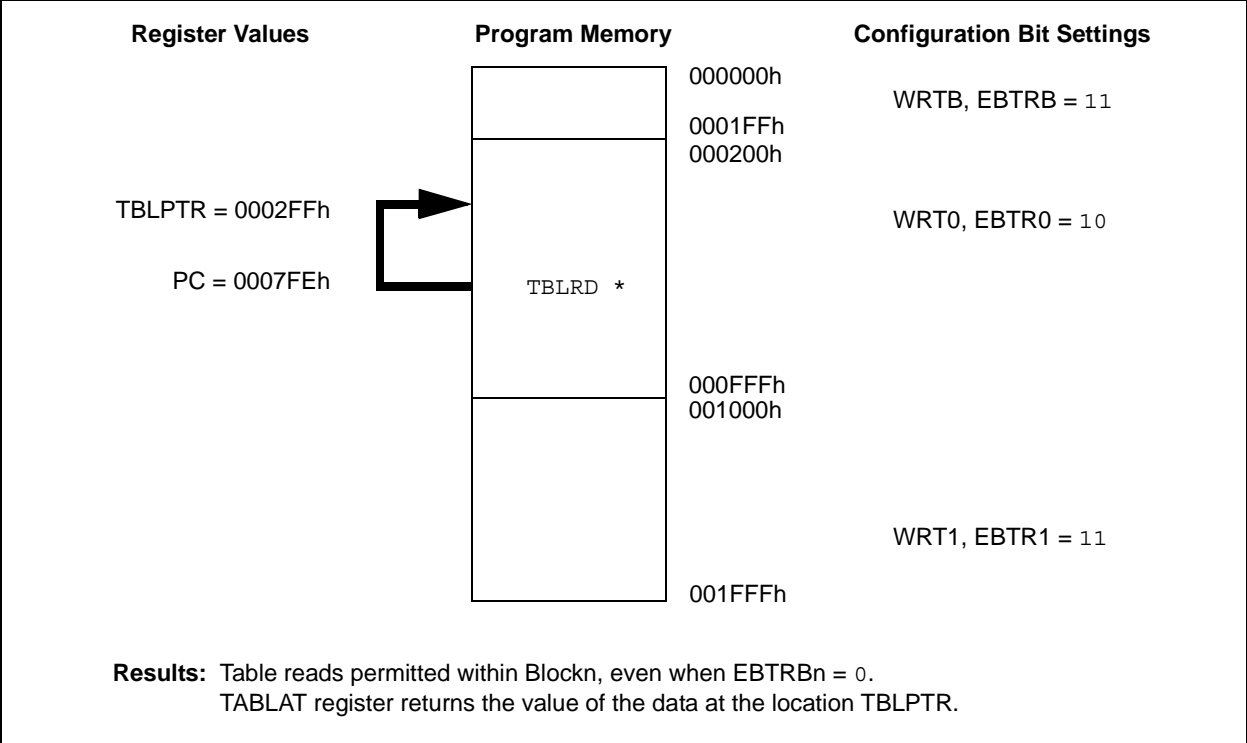 Register Values
Program Memory
Configuration Bit Settings
000000h
WRTB, EBTRB = 11
0001FFh
000200h
TBLPTR = 0002FFh
WRT0, EBTR0 = 10
PC = 0007FEh
TBLRD *
000FFFh
001000h
WRT1, EBTR1 = 11
001FFFh
Results: Table reads permitted within Blockn, even when EBTRBn = 0.
TABLAT register returns the value of the data at the location TBLPTR.